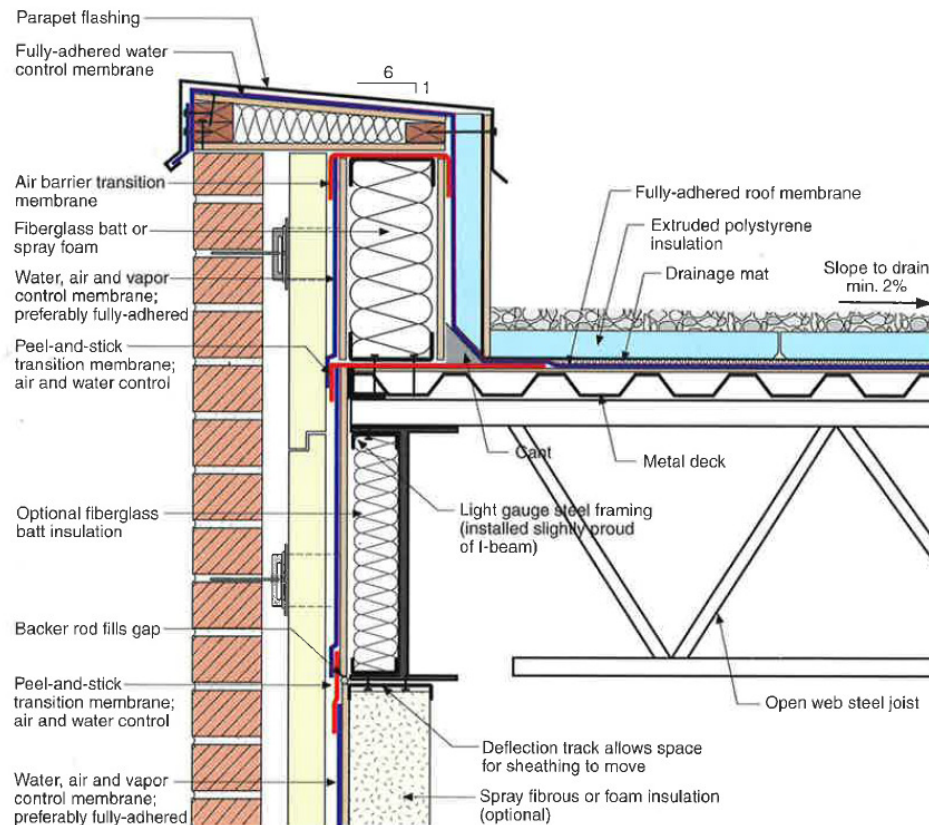 Parapet flashing
Fully-adhered water
control membrane
6
1
Air barrier transition
membrane
Fiberglass batt or
spray foam
Water, air and vapor
control membrane;
preferably fully-adhered
Peel-and-stick
transition membrane;
air and water control
Optional fiberglass
batt insulation
Backer rod fills gap
Peel-and-stick
transition membrane;
air and water control
Water, air and vapor
control membrane;
preferably fully-adhered
Fully-adhered roof membrane
Extruded polystyrene
insulation
Drainage mat
Slope to drain
min. 2%
Cant
Metal deck
Light gauge steel framing
(installed slightly proud
of I-beam)
Open web steel joist
Deflection track allows space
for sheathing to move
Spray fibrous or foam insulation
(optional)